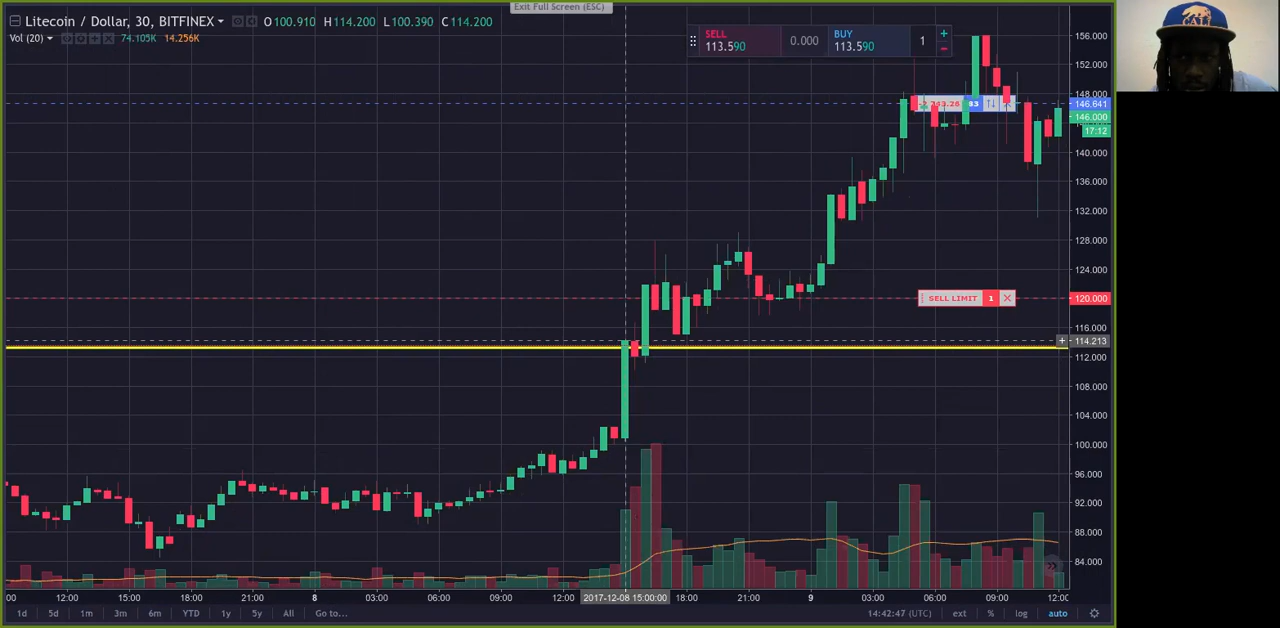 Exit Full Screen (ESC)
Litecoin / Dollar, 30, BITFINEX O100.910 H114.200 L100.390 C114.200
Vol (20) 74.105K 14.256K
SELL 113.590 0.000 BUY 113.590 1
CAL
156.000
152.000
148.000
146.641
146.000
17:12
140.000
136.000
132.000
128.000
124.000
SELL LIMIT 1 120.000
116.000
114.213
112.000
108.000
104.000
100.000
96.000
92.000
88.000
84.000
:00 12:00 15:00 18:00 21:00 8 03:00 06:00 09:00 12:00 2017-12-08 15:00:00 18:00 21:00 9 03:00 06:00 09:00 12:00
1d 5d 1m 3m 6m YTD 1y 5y All Go to... 14:42:47 (UTC) ext % log auto